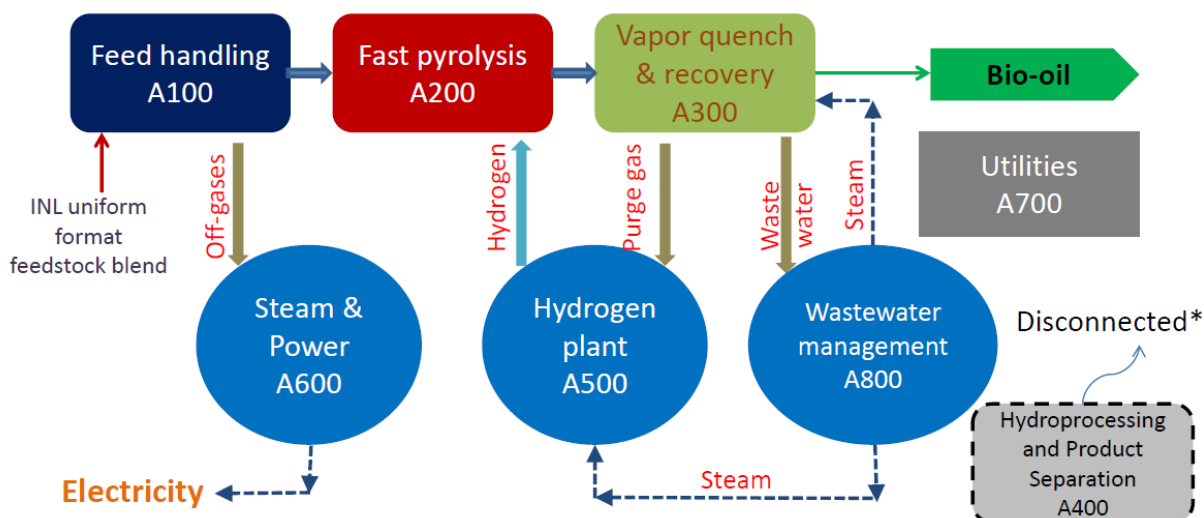 Feed handling
A100
Fast pyrolysis
A200
Vapor quench
& recovery
A300
Bio-oil
Utilities
A700
INL uniform
format
feedstock blend
Off-gases
Hydrogen
Purge gas
Waste
water
Steam
Steam &
Power
A600
Hydrogen
plant
A500
Wastewater
management
A800
Disconnected*
Hydroprocessing
and Product
Separation
A400
Electricity
Steam